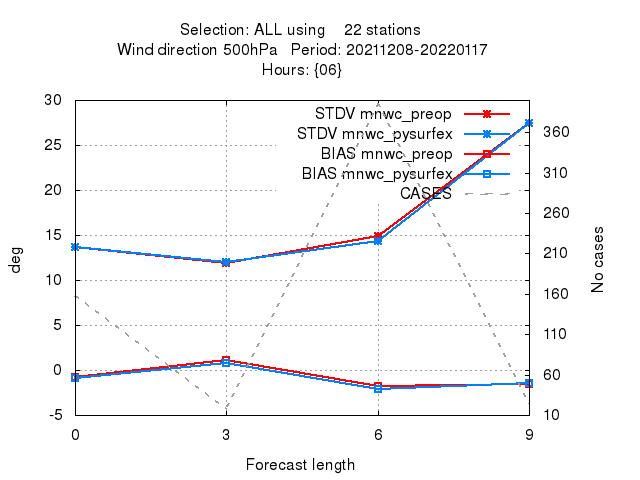 Selection: ALL using    22 stations
Wind direction 500hPa   Period: 20211208-20220117
Hours: {06}
STDV mnwc_preop
STDV mnwc_pysurfex
BIAS mnwc_preop
BIAS mnwc_pysurfex
CASES
30
25
20
15
10
5
0
-5
deg
360
310
260
210
160
110
60
10
No cases
0 3 6 9
Forecast length